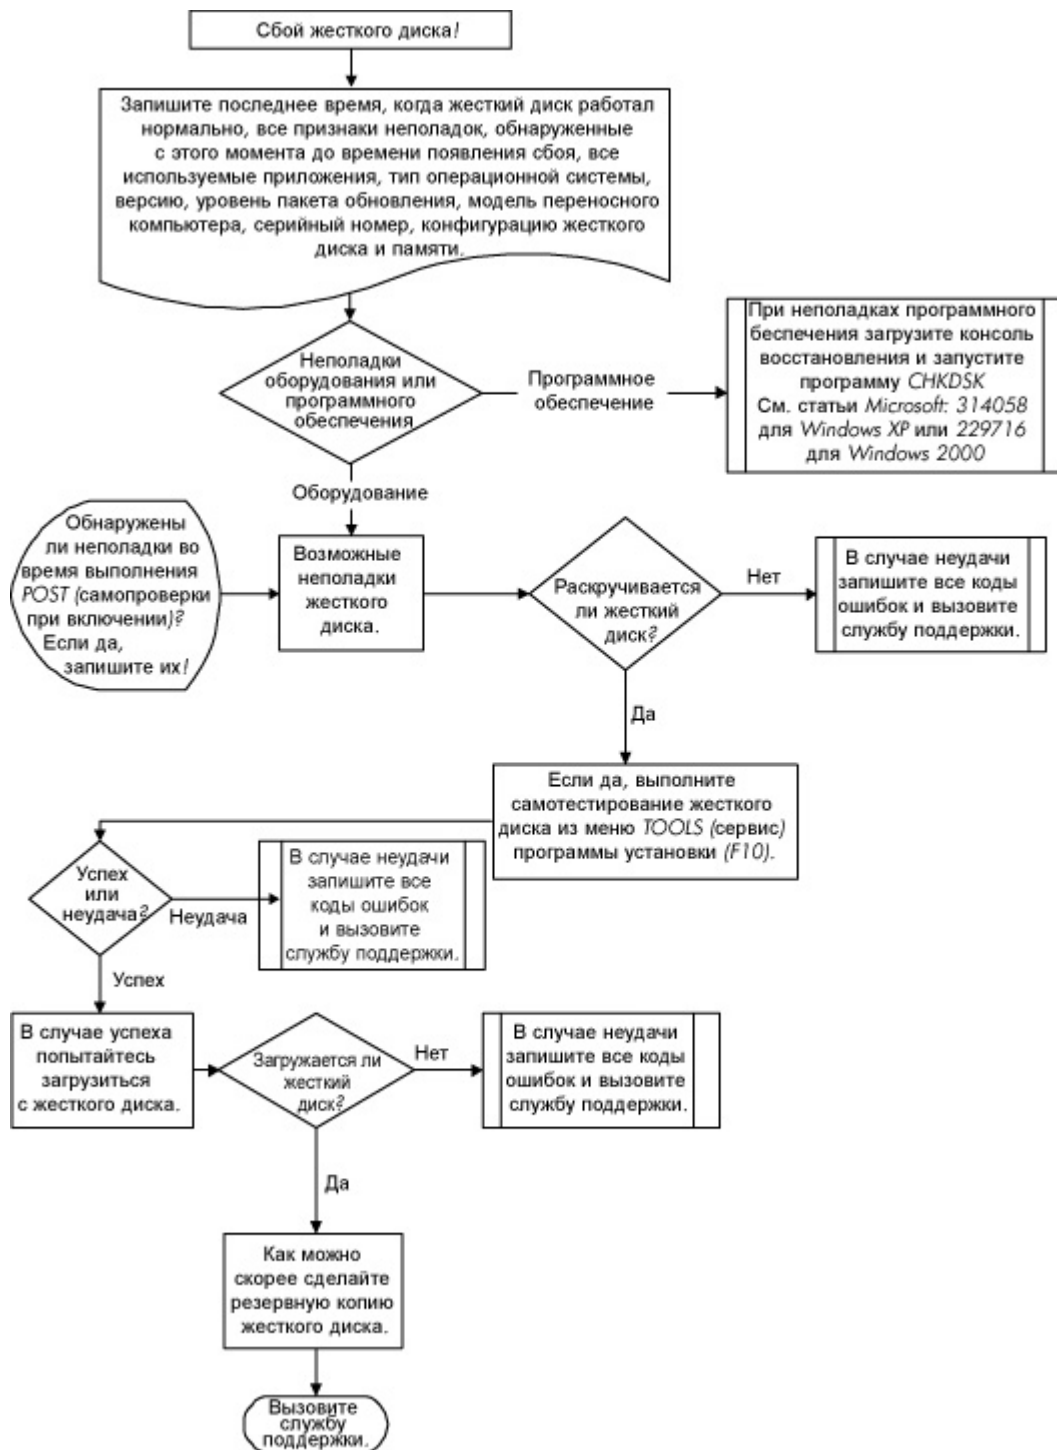 Сбой жесткого диска!
Запишите последнее время, когда жесткий диск работал
нормально, все признаки неполадок, обнаруженные
с этого момента до времени появления сбоя, все
используемые приложения, тип операционной системы,
версию, уровень пакета обновления, модель переносного
компьютера, серийный номер, конфигурацию жесткого
диска и памяти.
Неполадки
оборудования или
программного
обеспечения
Программное
обеспечение
При неполадках программного
беспечения загрузите консоль
восстановления и запустите
программу CHKDSK
См. статьи Microsoft: 314058
для Windows XP или 229716
для Windows 2000
Оборудование
Обнаружены
ли неполадки во
время выполнения
POST (самопроверки
при включении)?
Если да,
запишите их!
Возможные
неполадки
жесткого
диска.
Раскручивается
ли жесткий
диск?
Нет
В случае неудачи
запишите все коды
ошибок и вызовите
службу поддержки.
Да
Если да, выполните
самотестирование жесткого
диска из меню TOOLS (сервис)
программы установки (F10).
Успех
или
неудача?
Неудача
В случае неудачи
запишите все
коды ошибок
и вызовите
службу поддержки.
Успех
В случае успеха
попытайтесь
загрузиться
с жесткого диска.
Загружается ли
жесткий
диск?
Нет
В случае неудачи
запишите все коды
ошибок и вызовите
службу поддержки.
Да
Как можно
скорее сделайте
резервную копию
жесткого диска.
Вызовите
службу
поддержки.